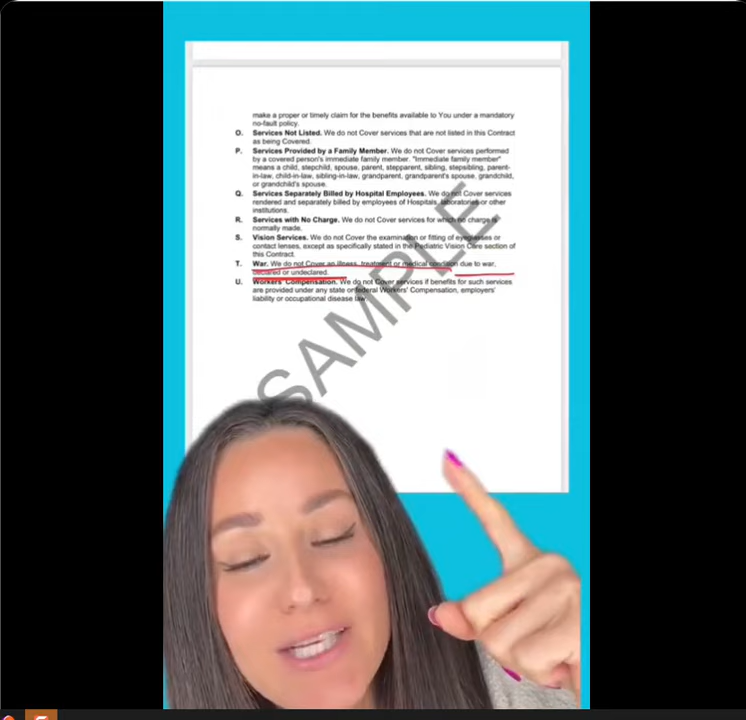 make a proper or timely claim for the benefits available to You under a mandatory
no-fault policy.
O. Services Not Listed. We do not Cover services that are not listed in this Contract
as being Covered.
P. Services Provided by a Family Member. We do not Cover services performed
by a covered person's immediate family member. "Immediate family member"
means a child, stepchild, spouse, parent, stepparent, sibling, stepsibling, parent-
in-law, child-in-law, sibling-in-law, grandparent, grandparent's spouse, grandchild,
or grandchild's spouse.
Q. Services Separately Billed by Hospital Employees. We do not Cover services
rendered and separately billed by employees of Hospitals, laboratories or other
institutions.
R. Services with No Charge. We do not Cover services for which no charge is
normally made.
S. Vision Services. We do not Cover the examination or fitting of eyeglasses or
contact lenses, except as specifically stated in the Pediatric Vision Care section of
this Contract.
T. War. We do not Cover an illness, treatment or medical condition due to war,
declared or undeclared.
U. Workers' Compensation. We do not Cover services if benefits for such services
are provided under any state or federal Workers' Compensation, employers'
liability or occupational disease law.
SAMPLE